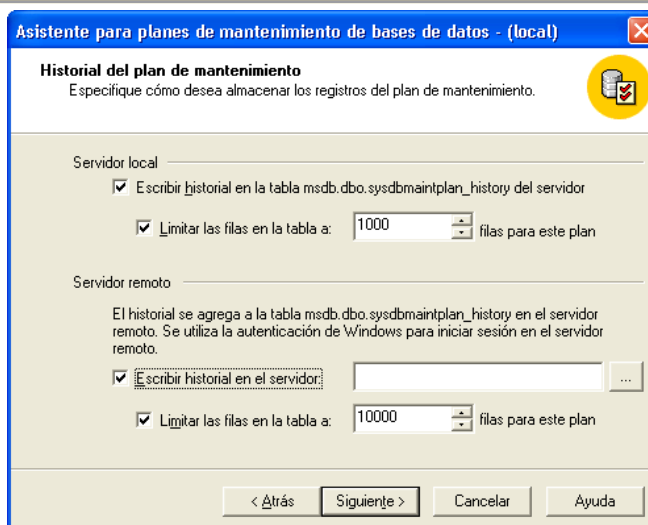 Asistente para planes de mantenimiento de bases de datos - (local)
Historial del plan de mantenimiento
Especifique cómo desea almacenar los registros del plan de mantenimiento.
Servidor local
Escribir historial en la tabla msdb.dbo.sysdbmaintplan_history del servidor
Limitar las filas en la tabla a: 1000 filas para este plan
Servidor remoto
El historial se agrega a la tabla msdb.dbo.sysdbmaintplan_history en el servidor
remoto. Se utiliza la autenticación de Windows para iniciar sesión en el servidor
remoto.
Escribir historial en el servidor: ...
Limitar las filas en la tabla a: 10000 filas para este plan
< Atrás Siguiente > Cancelar Ayuda